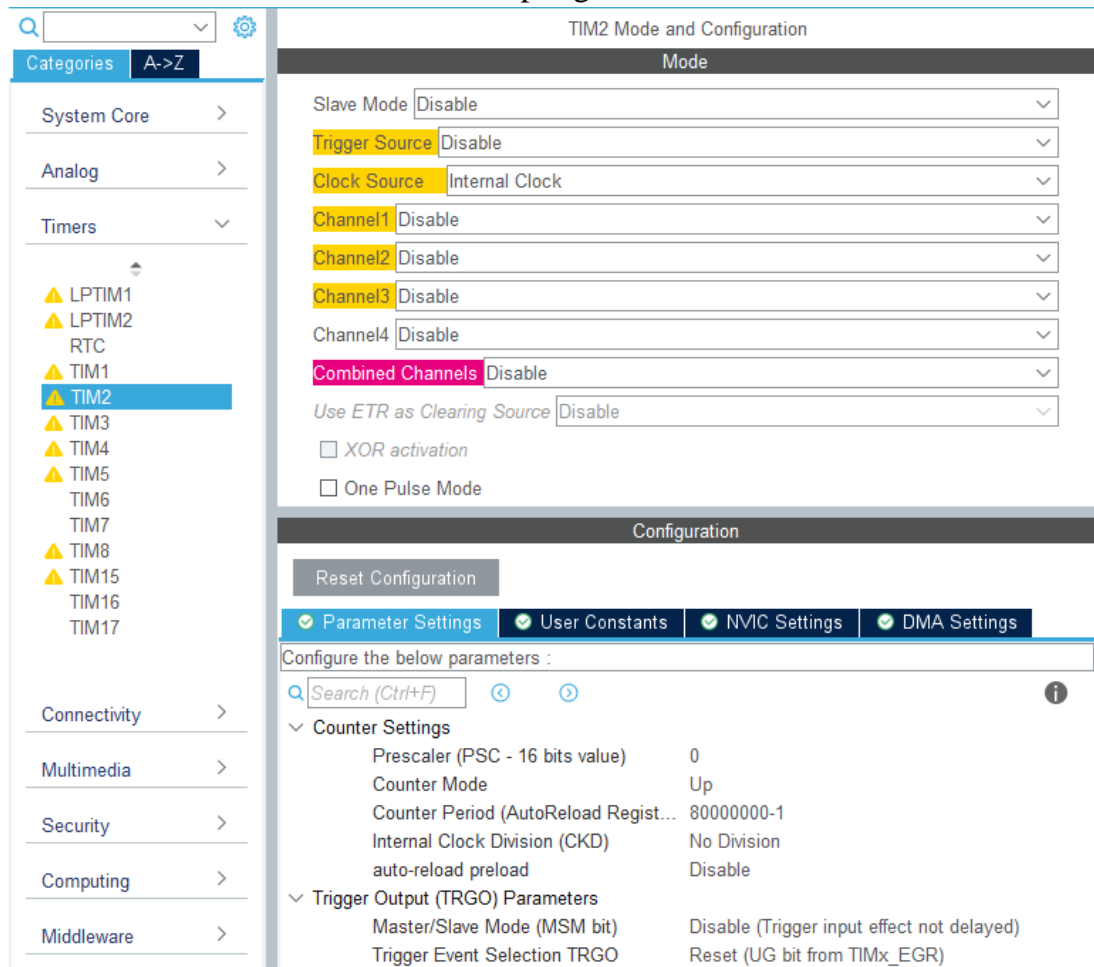 Categories
A->Z
System Core
Analog
Timers
LPTIM1
LPTIM2
RTC
TIM1
TIM2
TIM3
TIM4
TIM5
TIM6
TIM7
TIM8
TIM15
TIM16
TIM17
Connectivity
Multimedia
Security
Computing
Middleware
TIM2 Mode and Configuration
Mode
Slave Mode Disable
Trigger Source Disable
Clock Source Internal Clock
Channel1 Disable
Channel2 Disable
Channel3 Disable
Channel4 Disable
Combined Channels Disable
Use ETR as Clearing Source Disable
XOR activation
One Pulse Mode
Configuration
Reset Configuration
Parameter Settings User Constants NVIC Settings DMA Settings
Configure the below parameters :
Search (Ctrl+F)
Counter Settings
Prescaler (PSC - 16 bits value) 0
Counter Mode Up
Counter Period (AutoReload Regist... 80000000-1
Internal Clock Division (CKD) No Division
auto-reload preload Disable
Trigger Output (TRGO) Parameters
Master/Slave Mode (MSM bit) Disable (Trigger input effect not delayed)
Trigger Event Selection TRGO Reset (UG bit from TIMx_EGR)